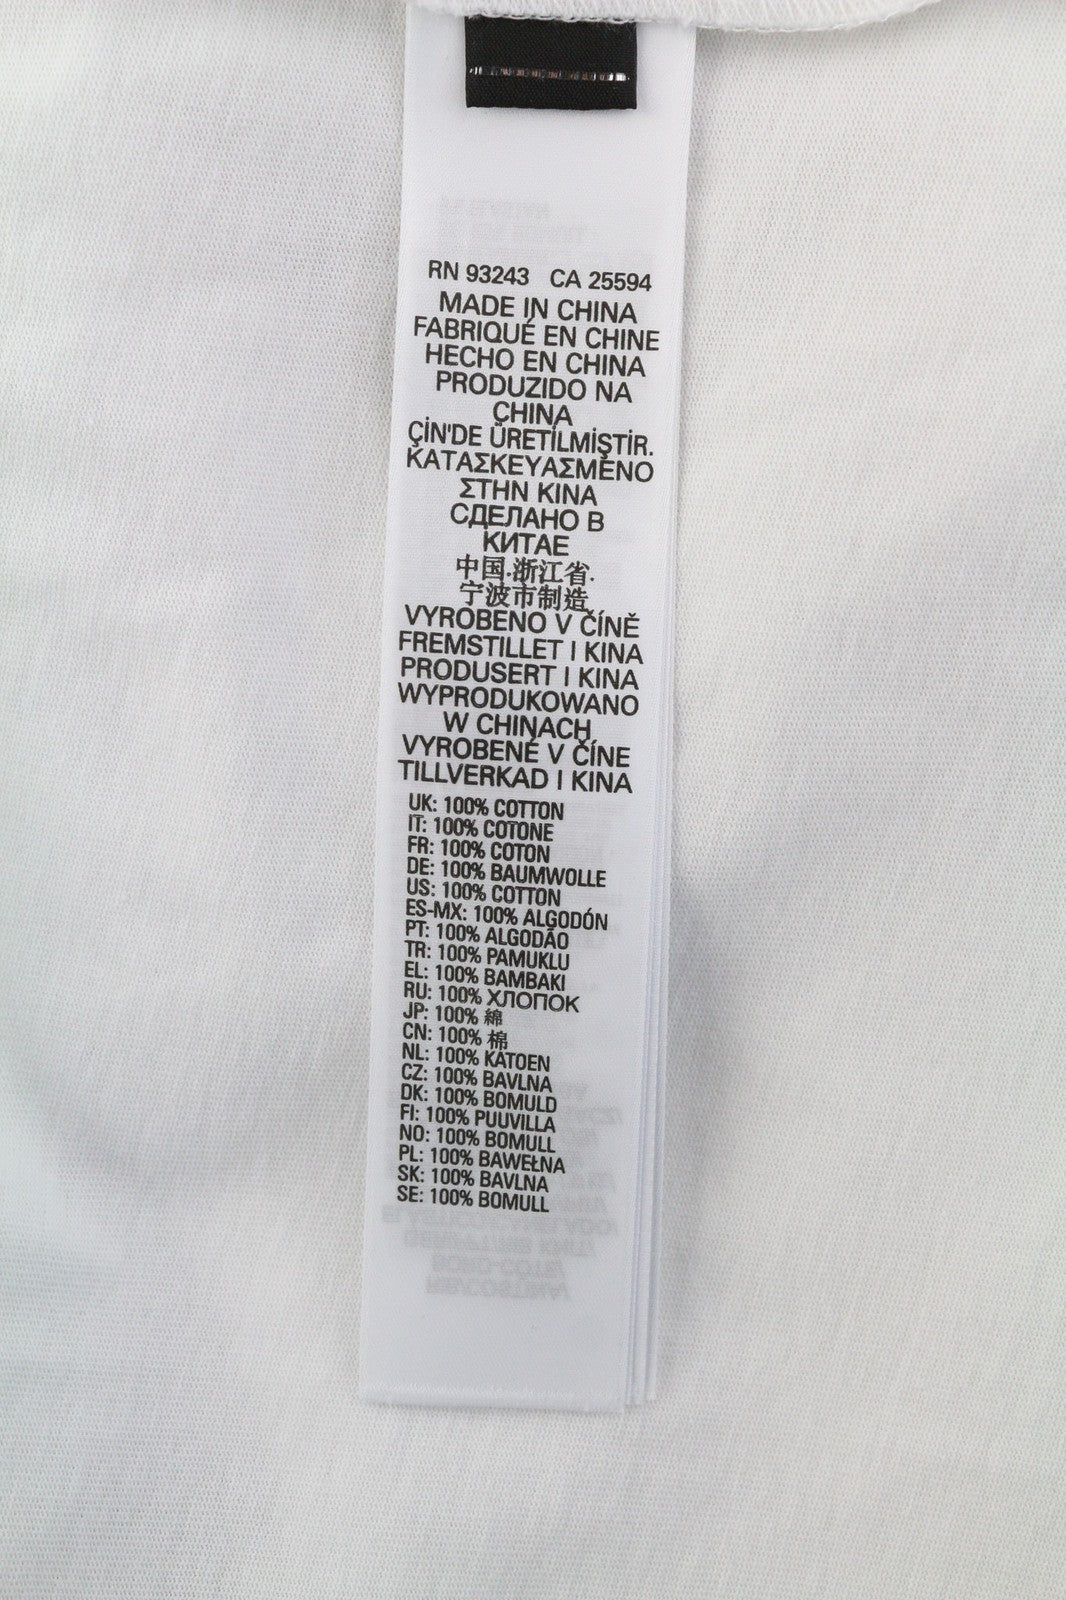 RN 93243 CA 25594
MADE IN CHINA
FABRIQUÉ EN CHINE
HECHO EN CHINA
PRODUZIDO NA
CHINA
ÇİN'DE ÜRETİLMİŞTİR.
ΚΑΤΑΣΚΕΥΑΣΜΕΝΟ
ΣΤΗΝ ΚΙΝΑ
СДЕЛАНО В
КИТАЕ
中国.浙江省.
宁波市制造
VYROBENO V ČÍNĚ
FREMSTILLET I KINA
PRODUSERT I KINA
WYPRODUKOWANO
W CHINACH
VYROBENÉ V ČÍNE
TILLVERKAD I KINA
UK: 100% COTTON
IT: 100% COTONE
FR: 100% COTON
DE: 100% BAUMWOLLE
US: 100% COTTON
ES-MX: 100% ALGODÓN
PT: 100% ALGODÃO
TR: 100% PAMUKLU
EL: 100% ΒΑΜΒΑΚΙ
RU: 100% ХЛОПОК
JP: 100% 綿
CN: 100% 棉
NL: 100% KATOEN
CZ: 100% BAVLNA
DK: 100% BOMULD
FI: 100% PUUVILLA
NO: 100% BOMULL
PL: 100% BAWEŁNA
SK: 100% BAVLNA
SE: 100% BOMULL